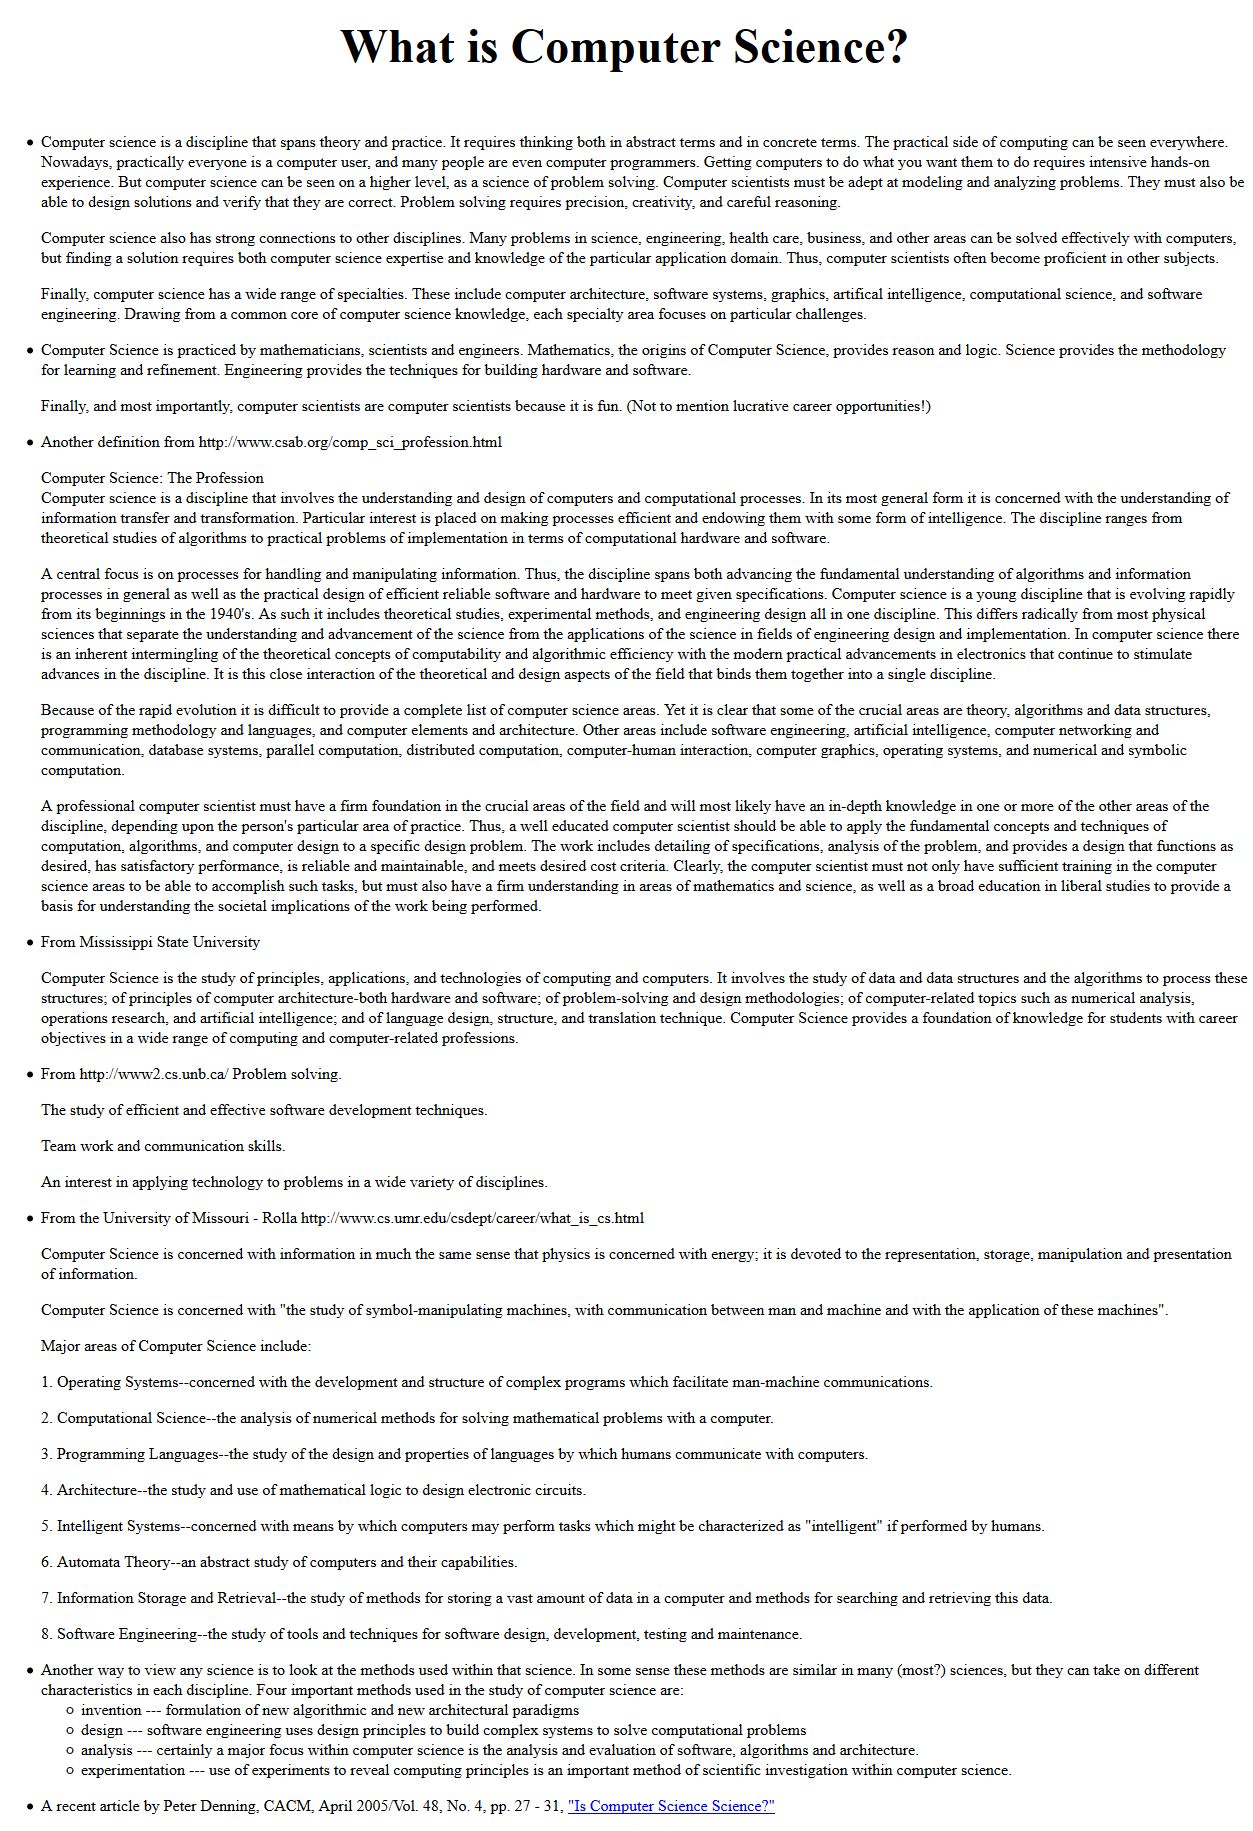 What is Computer Science?
• Computer science is a discipline that spans theory and practice. It requires thinking both in abstract terms and in concrete terms. The practical side of computing can be seen everywhere.
Nowadays, practically everyone is a computer user, and many people are even computer programmers. Getting computers to do what you want them to do requires intensive hands-on
experience. But computer science can be seen on a higher level, as a science of problem solving. Computer scientists must be adept at modeling and analyzing problems. They must also be
able to design solutions and verify that they are correct. Problem solving requires precision, creativity, and careful reasoning.
Computer science also has strong connections to other disciplines. Many problems in science, engineering, health care, business, and other areas can be solved effectively with computers,
but finding a solution requires both computer science expertise and knowledge of the particular application domain. Thus, computer scientists often become proficient in other subjects.
Finally, computer science has a wide range of specialties. These include computer architecture, software systems, graphics, artifical intelligence, computational science, and software
engineering. Drawing from a common core of computer science knowledge, each specialty area focuses on particular challenges.
• Computer Science is practiced by mathematicians, scientists and engineers. Mathematics, the origins of Computer Science, provides reason and logic. Science provides the methodology
for learning and refinement. Engineering provides the techniques for building hardware and software.
Finally, and most importantly, computer scientists are computer scientists because it is fun. (Not to mention lucrative career opportunities!)
• Another definition from http://www.csab.org/comp_sci_profession.html
Computer Science: The Profession
Computer science is a discipline that involves the understanding and design of computers and computational processes. In its most general form it is concerned with the understanding of
information transfer and transformation. Particular interest is placed on making processes efficient and endowing them with some form of intelligence. The discipline ranges from
theoretical studies of algorithms to practical problems of implementation in terms of computational hardware and software.
A central focus is on processes for handling and manipulating information. Thus, the discipline spans both advancing the fundamental understanding of algorithms and information
processes in general as well as the practical design of efficient reliable software and hardware to meet given specifications. Computer science is a young discipline that is evolving rapidly
from its beginnings in the 1940's. As such it includes theoretical studies, experimental methods, and engineering design all in one discipline. This differs radically from most physical
sciences that separate the understanding and advancement of the science from the applications of the science in fields of engineering design and implementation. In computer science there
is an inherent intermingling of the theoretical concepts of computability and algorithmic efficiency with the modern practical advancements in electronics that continue to stimulate
advances in the discipline. It is this close interaction of the theoretical and design aspects of the field that binds them together into a single discipline.
Because of the rapid evolution it is difficult to provide a complete list of computer science areas. Yet it is clear that some of the crucial areas are theory, algorithms and data structures,
programming methodology and languages, and computer elements and architecture. Other areas include software engineering, artificial intelligence, computer networking and
communication, database systems, parallel computation, distributed computation, computer-human interaction, computer graphics, operating systems, and numerical and symbolic
computation.
A professional computer scientist must have a firm foundation in the crucial areas of the field and will most likely have an in-depth knowledge in one or more of the other areas of the
discipline, depending upon the person's particular area of practice. Thus, a well educated computer scientist should be able to apply the fundamental concepts and techniques of
computation, algorithms, and computer design to a specific design problem. The work includes detailing of specifications, analysis of the problem, and provides a design that functions as
desired, has satisfactory performance, is reliable and maintainable, and meets desired cost criteria. Clearly, the computer scientist must not only have sufficient training in the computer
science areas to be able to accomplish such tasks, but must also have a firm understanding in areas of mathematics and science, as well as a broad education in liberal studies to provide a
basis for understanding the societal implications of the work being performed.
• From Mississippi State University
Computer Science is the study of principles, applications, and technologies of computing and computers. It involves the study of data and data structures and the algorithms to process these
structures; of principles of computer architecture-both hardware and software; of problem-solving and design methodologies; of computer-related topics such as numerical analysis,
operations research, and artificial intelligence; and of language design, structure, and translation technique. Computer Science provides a foundation of knowledge for students with career
objectives in a wide range of computing and computer-related professions.
• From http://www2.cs.unb.ca/ Problem solving.
The study of efficient and effective software development techniques.
Team work and communication skills.
An interest in applying technology to problems in a wide variety of disciplines.
• From the University of Missouri - Rolla http://www.cs.umr.edu/csdept/career/what_is_cs.html
Computer Science is concerned with information in much the same sense that physics is concerned with energy; it is devoted to the representation, storage, manipulation and presentation
of information.
Computer Science is concerned with "the study of symbol-manipulating machines, with communication between man and machine and with the application of these machines".
Major areas of Computer Science include:
1. Operating Systems--concerned with the development and structure of complex programs which facilitate man-machine communications.
2. Computational Science--the analysis of numerical methods for solving mathematical problems with a computer.
3. Programming Languages--the study of the design and properties of languages by which humans communicate with computers.
4. Architecture--the study and use of mathematical logic to design electronic circuits.
5. Intelligent Systems--concerned with means by which computers may perform tasks which might be characterized as "intelligent" if performed by humans.
6. Automata Theory--an abstract study of computers and their capabilities.
7. Information Storage and Retrieval--the study of methods for storing a vast amount of data in a computer and methods for searching and retrieving this data.
8. Software Engineering--the study of tools and techniques for software design, development, testing and maintenance.
• Another way to view any science is to look at the methods used within that science. In some sense these methods are similar in many (most?) sciences, but they can take on different
characteristics in each discipline. Four important methods used in the study of computer science are:
○ invention --- formulation of new algorithmic and new architectural paradigms
○ design --- software engineering uses design principles to build complex systems to solve computational problems
○ analysis --- certainly a major focus within computer science is the analysis and evaluation of software, algorithms and architecture.
○ experimentation --- use of experiments to reveal computing principles is an important method of scientific investigation within computer science.
• A recent article by Peter Denning, CACM, April 2005/Vol. 48, No. 4, pp. 27 - 31, "Is Computer Science Science?"